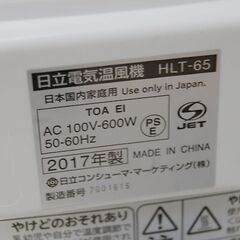 日立電気温風機 HLT-65
日本国内家庭用 Use only in Japan.
TOA EI
AC 100V-600W
50-60Hz
PS
E
JET
2017年製 MADE IN CHINA
日立コンシューマ・マーケティング(株)
製造番号 7001616
やけどのおそれあり